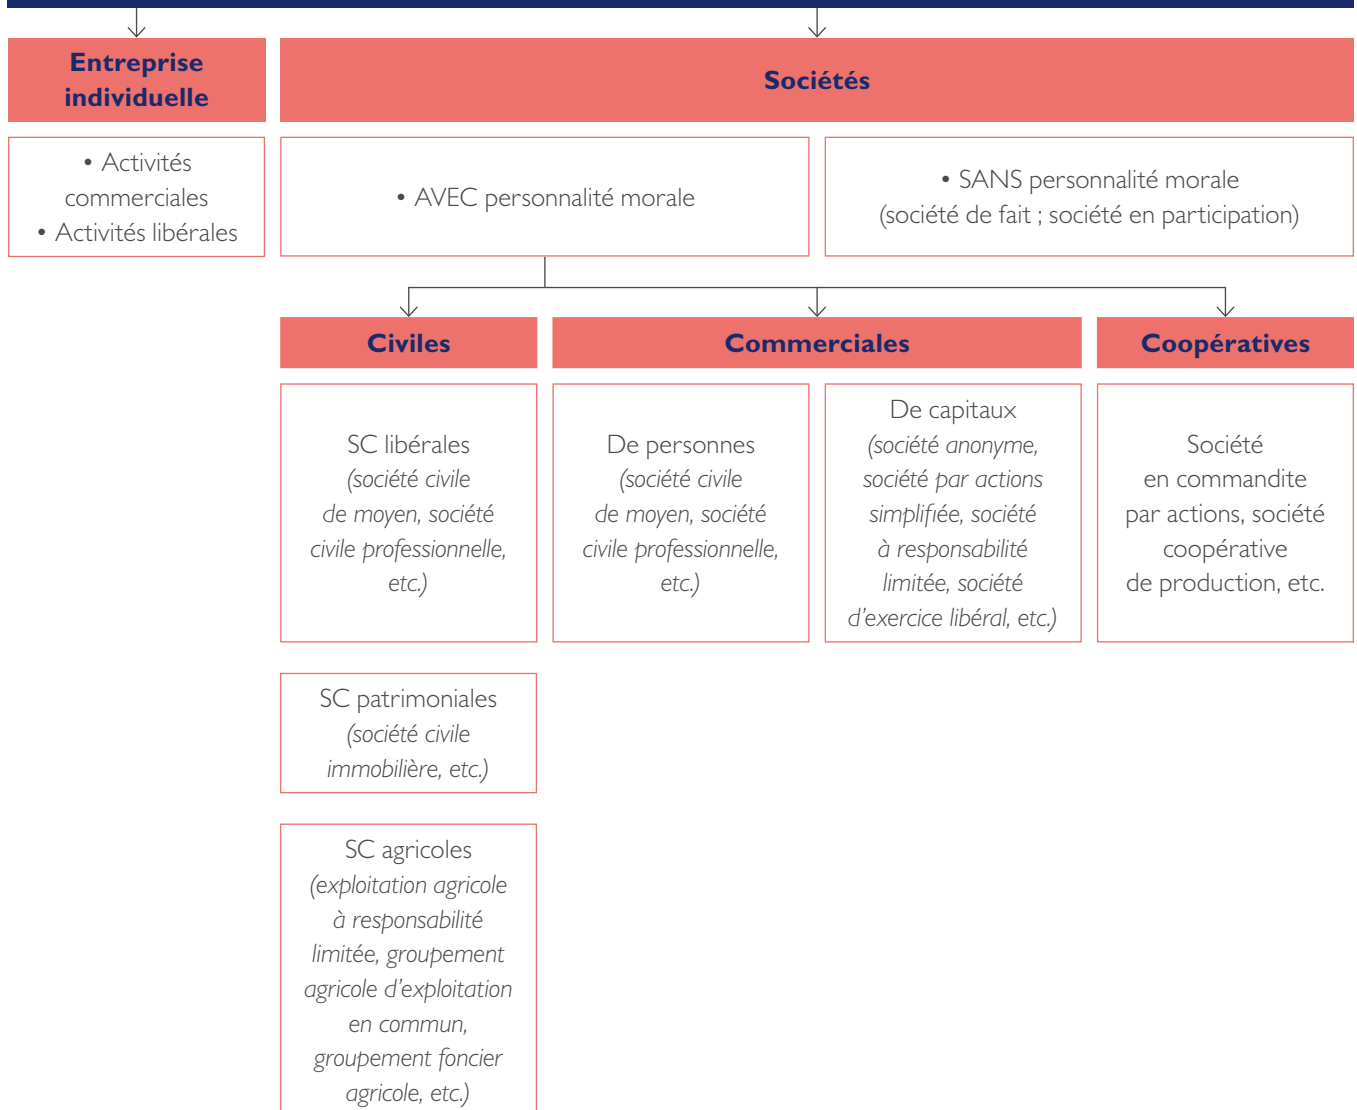 Entreprise
individuelle
Sociétés
• Activités
commerciales
• Activités libérales
• AVEC personnalité morale
• SANS personnalité morale
(société de fait ; société en participation)
Civiles
Commerciales
Coopératives
SC libérales
(société civile
de moyen, société
civile professionnelle,
etc.)
De personnes
(société civile
de moyen, société
civile professionnelle,
etc.)
De capitaux
(société anonyme,
société par actions
simplifiée, société
à responsabilité
limitée, société
d’exercice libéral, etc.)
Société
en commandite
par actions, société
coopérative
de production, etc.
SC patrimoniales
(société civile
immobilière, etc.)
SC agricoles
(exploitation agricole
à responsabilité
limitée, groupement
agricole d’exploitation
en commun,
groupement foncier
agricole, etc.)